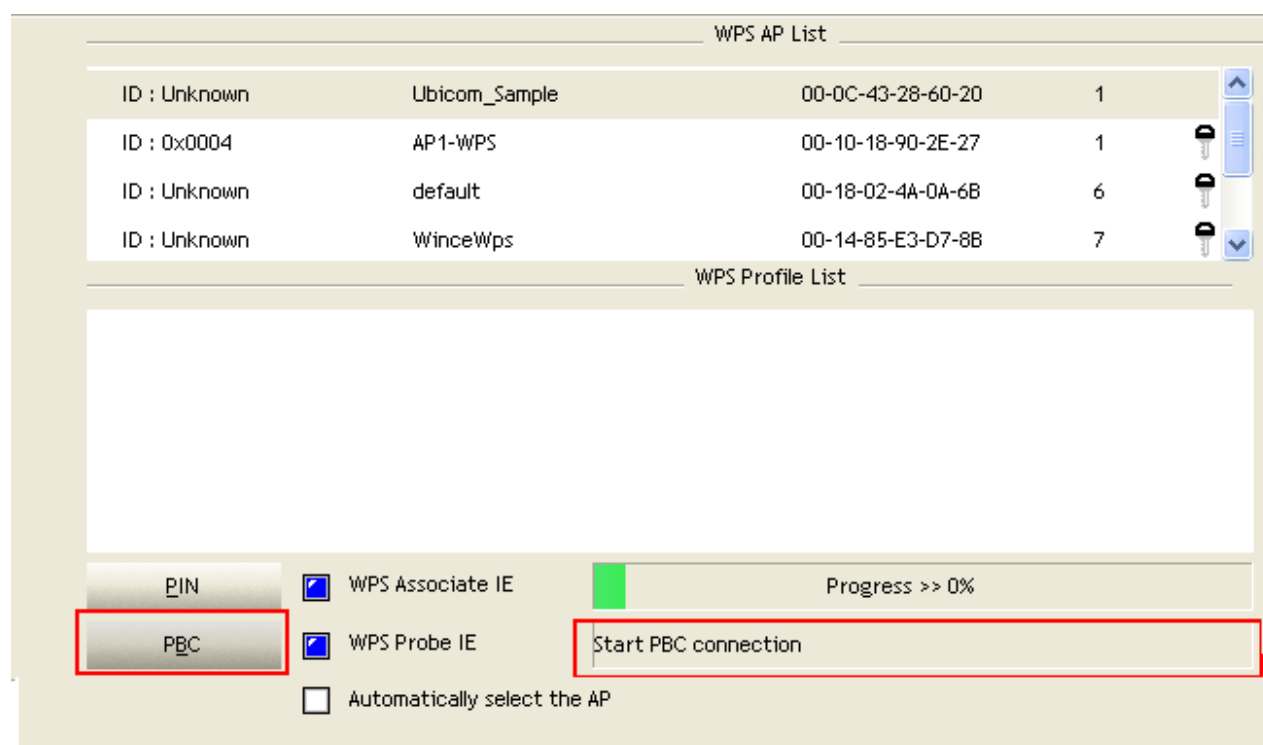 WPS AP List
ID : Unknown Ubicom_Sample 00-0C-43-28-60-20 1
ID : 0x0004 AP1-WPS 00-10-18-90-2E-27 1
ID : Unknown default 00-18-02-4A-0A-6B 6
ID : Unknown WinceWps 00-14-85-E3-D7-8B 7
WPS Profile List
PIN WPS Associate IE Progress >> 0%
PBC WPS Probe IE Start PBC connection
Automatically select the AP